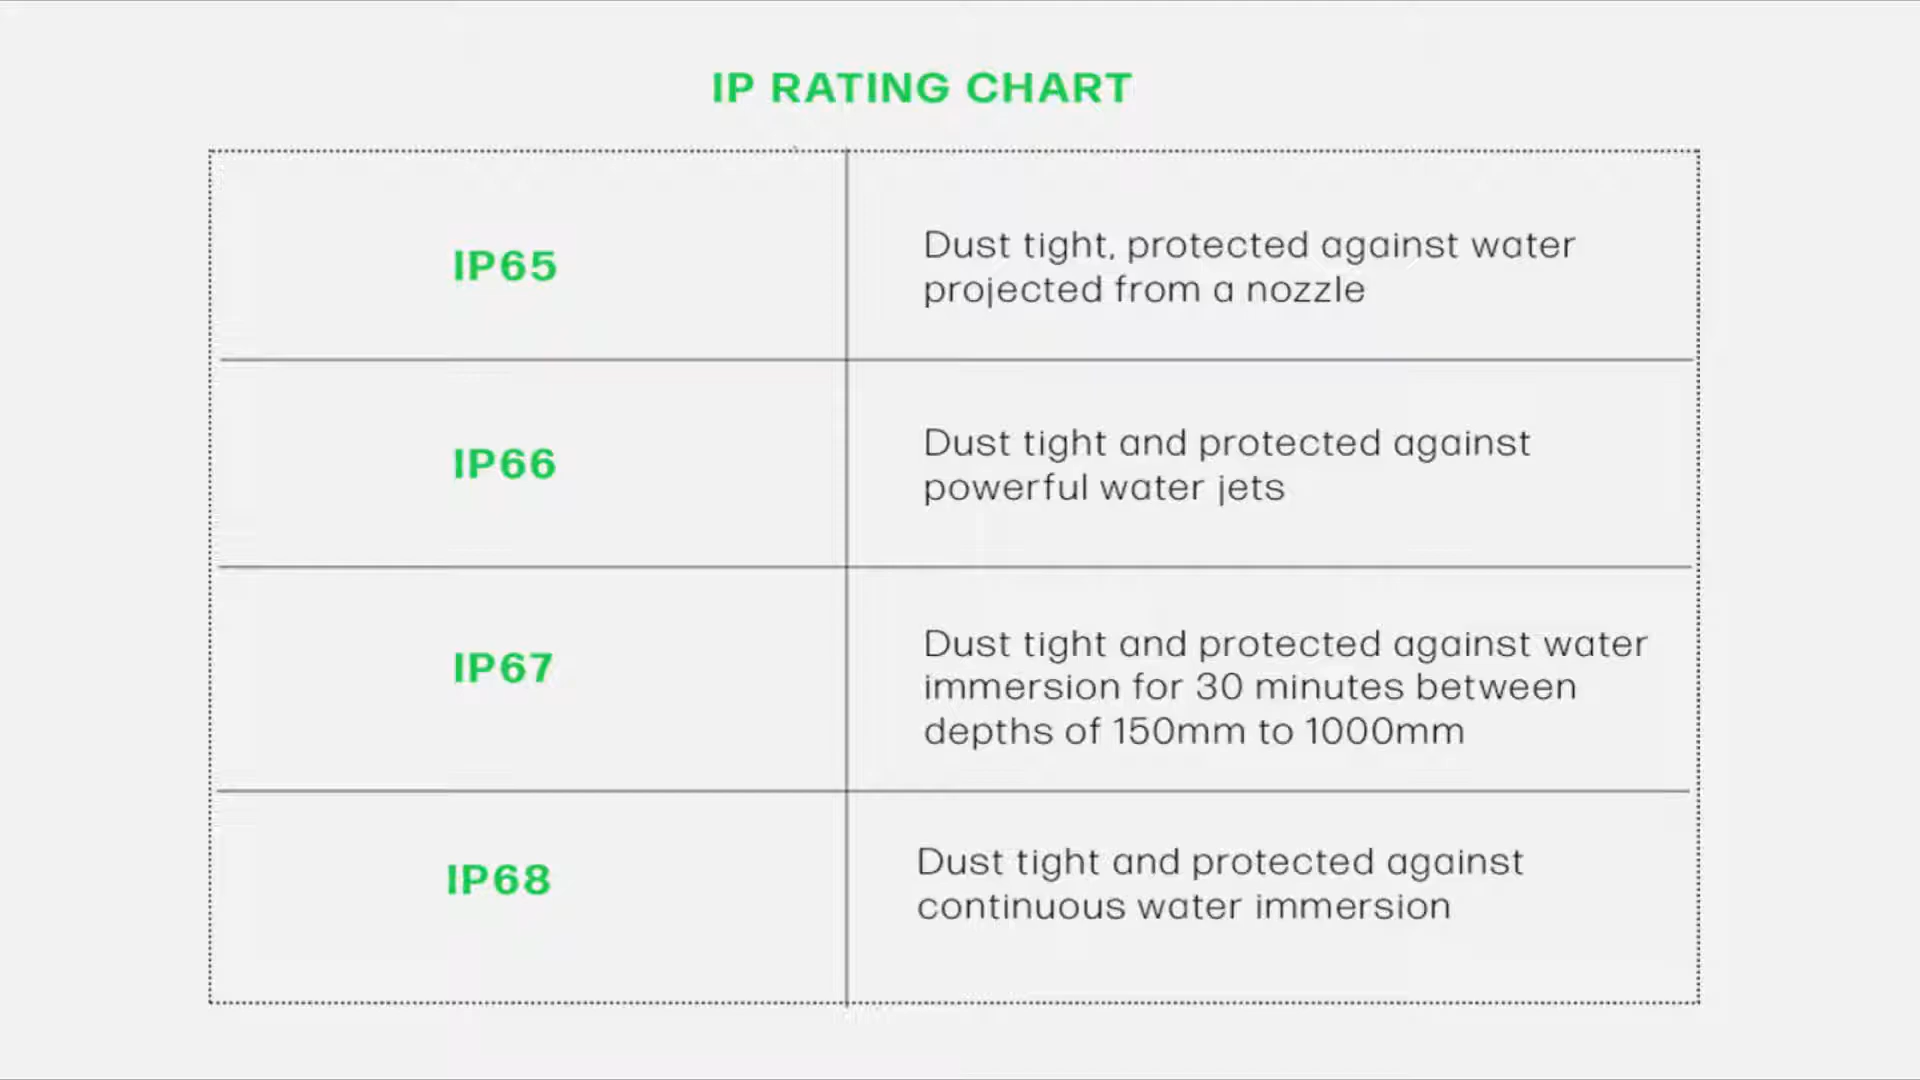 IP RATING CHART
IP65
Dust tight, protected against water
projected from a nozzle
IP66
Dust tight and protected against
powerful water jets
IP67
Dust tight and protected against water
immersion for 30 minutes between
depths of 150mm to 1000mm
IP68
Dust tight and protected against
continuous water immersion